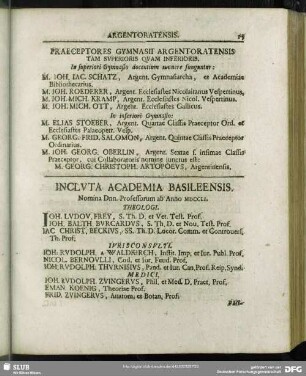 ARGENTORATENSIS.
PRAECEPTORES GYMNASII ARGENTORATENSIS
TAM SVPERIORIS QVAM INFERIORIS.
In superiori Gymnasio docentium munere funguntur:
M. IOH. IAC. SCHATZ, Argent. Gymnasiarcha, et Academiae
Bibliothecarius.
M. IOH. ROEDERER, Argent. Ecclesiastes Nicolaitanus Vespertinus,
M. IOH. MICH. KRAMP, Argent. Ecclesiastes Nicol. Vespertinus.
M. IOH. MICH. OTT, Argent. Ecclesiastes Gallicus.
In inferiori Gymnasio:
M. ELIAS STOEBER, Argent. Quartae Classis Praeceptor Ord. et
Ecclesiastes Palaeopetr. Vesp.
M. GEORG. FRID. SALOMON, Argent. Quintae Classis Praeceptor
Ordinarius.
M. IOH. GEORG. OBERLIN, Argent. Sextae s. infimae Classis
Praeceptor, cui Collaboratoris nomine iunctus est:
M. GEORG. CHRISTOPH. ARTOPOEVS, Argentinensis.
INCLVTA ACADEMIA BASILEENSIS.
Nomina Dnn. Professorum ab Anno MDCCLI.
THEOLOGI.
IOH. LVDOV. FREY, S. Th. D. et Vet. Test. Prof.
IOH. BALTH BVRCARDVS, S. Th. D. et Nov. Test. Prof.
IAC CHRIST. BECKIVS, SS. Th. D. Locor. Comm. et Controvers.
Th. Prof.
IVRISCONSVLTI.
IOH. RVDOLPH. a WALDKIRCH, Instit. Imp. et Iur. Publ. Prof.
NICOL. BERNOVLLI, Cod. et Iur. Feud. Prof.
IOH. RVDOLPH. THVRNISIVS, Pand. et Iur. Can. Prof. Reip. Synd.
MEDICI.
IOH. RVDOLPH. ZVINGERVS, Phil. et Med. D. Pract. Prof.
EMAN KOENIG, Theoriae Prof.
FRID. ZVINGERVS, Anatom. et Botan. Prof.
SLUB